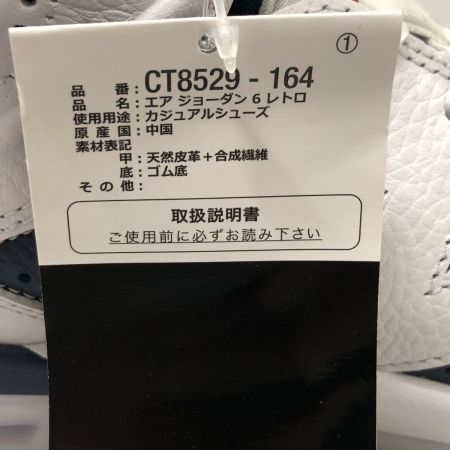 ①
品番：CT8529 - 164
品名：エア ジョーダン 6 レトロ
使用用途：カジュアルシューズ
原産国：中国
素材表記
甲：天然皮革＋合成繊維
底：ゴム底
その他：
取扱説明書
ご使用前に必ずお読み下さい